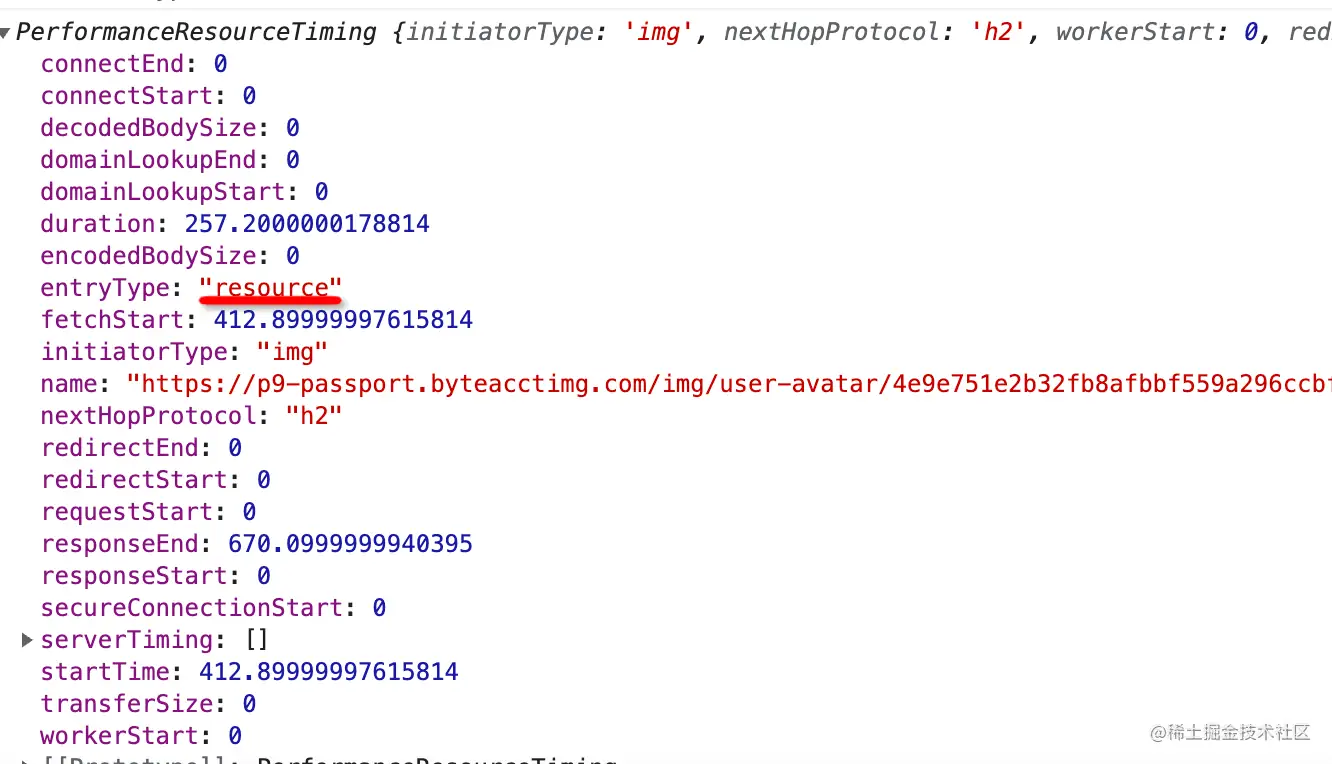 PerformanceResourceTiming {initiatorType: 'img', nextHopProtocol: 'h2', workerStart: 0, red
connectEnd: 0
connectStart: 0
decodedBodySize: 0
domainLookupEnd: 0
domainLookupStart: 0
duration: 257.2000000178814
encodedBodySize: 0
entryType: "resource"
fetchStart: 412.89999997615814
initiatorType: "img"
name: "https://p9-passport.byteacctimg.com/img/user-avatar/4e9e751e2b32fb8afbbf559a296ccbf
nextHopProtocol: "h2"
redirectEnd: 0
redirectStart: 0
requestStart: 0
responseEnd: 670.0999999940395
responseStart: 0
secureConnectionStart: 0
serverTiming: []
startTime: 412.89999997615814
transferSize: 0
workerStart: 0
[[Prototype]]: PerformanceResourceTiming
@稀土掘金技术社区